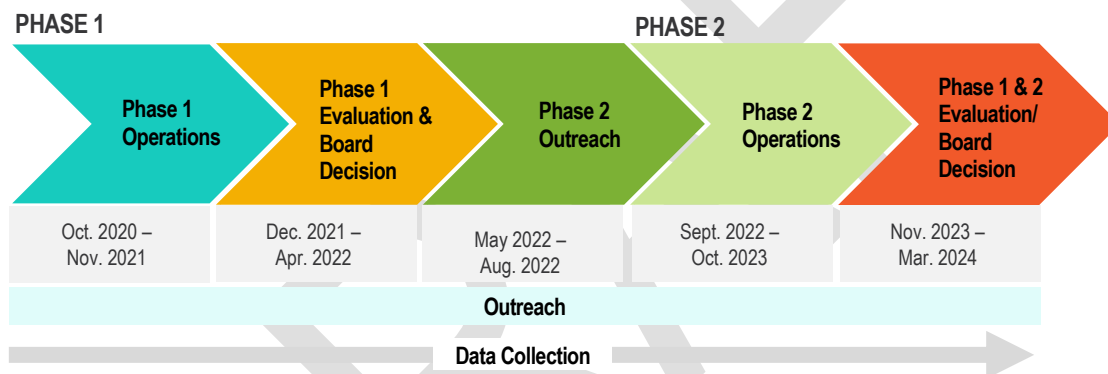 PHASE 1
PHASE 2
Phase 1
Operations
Phase 1
Evaluation &
Board
Decision
Phase 2
Outreach
Phase 2
Operations
Phase 1 & 2
Evaluation/
Board
Decision
Oct. 2020 –
Nov. 2021
Dec. 2021 –
Apr. 2022
May 2022 –
Aug. 2022
Sept. 2022 –
Oct. 2023
Nov. 2023 –
Mar. 2024
Outreach
Data Collection